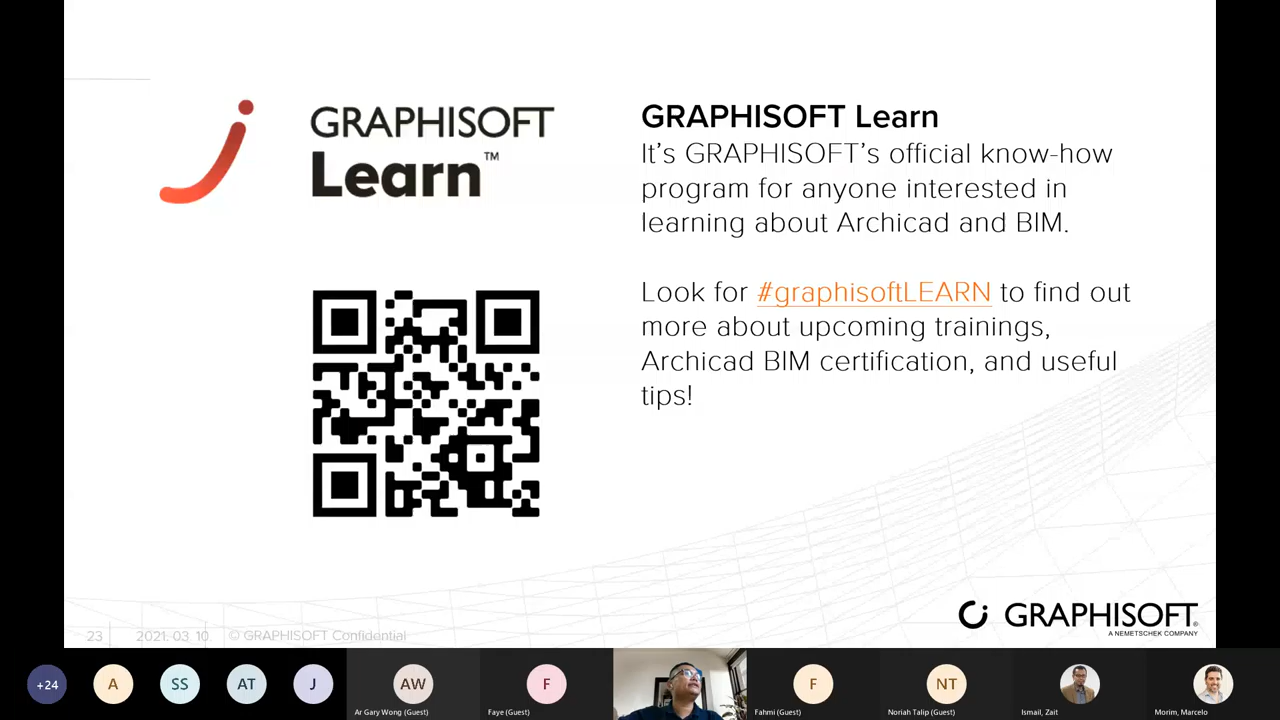 GRAPHISOFT
Learn™
GRAPHISOFT Learn
It’s GRAPHISOFT’s official know-how
program for anyone interested in
learning about Archicad and BIM.
Look for #graphisoftLEARN to find out
more about upcoming trainings,
Archicad BIM certification, and useful
tips!
GRAPHISOFT®
A NEMETSCHEK COMPANY
23 2021. 03. 10. © GRAPHISOFT Confidential
+24
A
SS
AT
J
AW
F
F
NT
Ar Gary Wong (Guest)
Faye (Guest)
Fahmi (Guest)
Noriah Talip (Guest)
Ismail, Zait
Morim, Marcelo